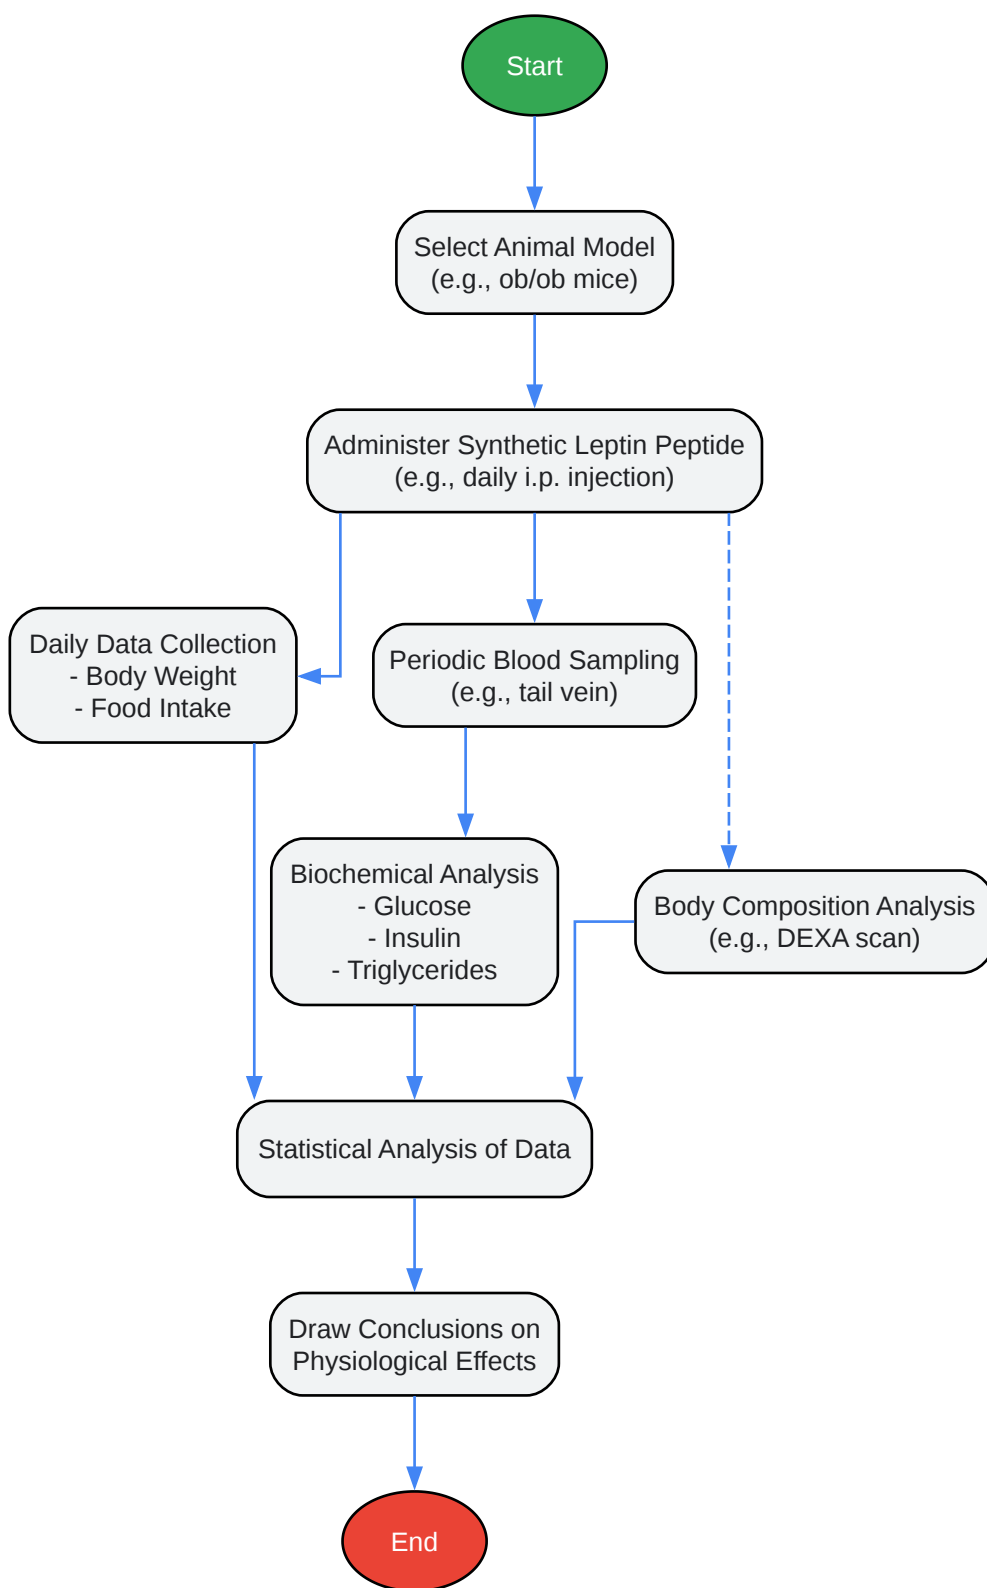 Start
Select Animal Model
(e.g., ob/ob mice)
Administer Synthetic Leptin Peptide
(e.g., daily i.p. injection)
Daily Data Collection
- Body Weight
- Food Intake
Periodic Blood Sampling
(e.g., tail vein)
Biochemical Analysis
- Glucose
- Insulin
- Triglycerides
Body Composition Analysis
(e.g., DEXA scan)
Statistical Analysis of Data
Draw Conclusions on
Physiological Effects
End